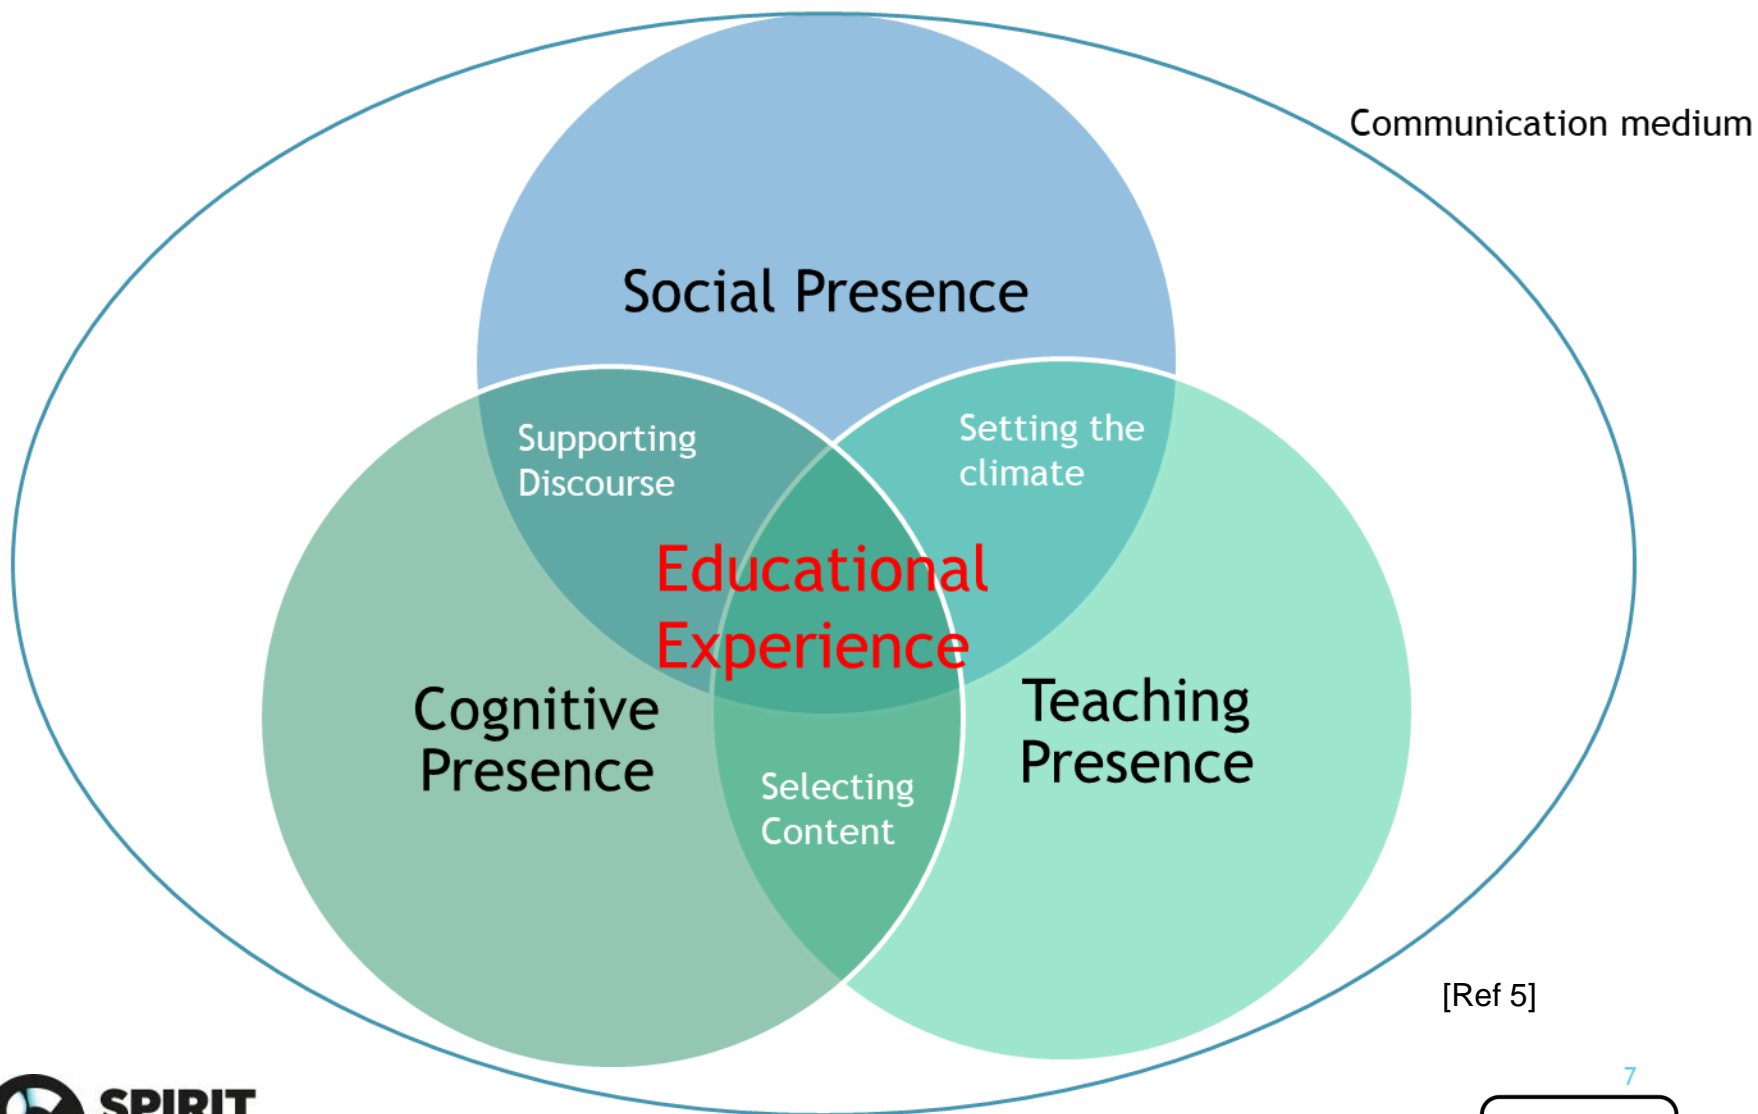 Communication medium
Social Presence
Supporting
Discourse
Setting the
climate
Educational
Experience
Cognitive
Presence
Teaching
Presence
Selecting
Content
[Ref 5]
7
SPIRIT